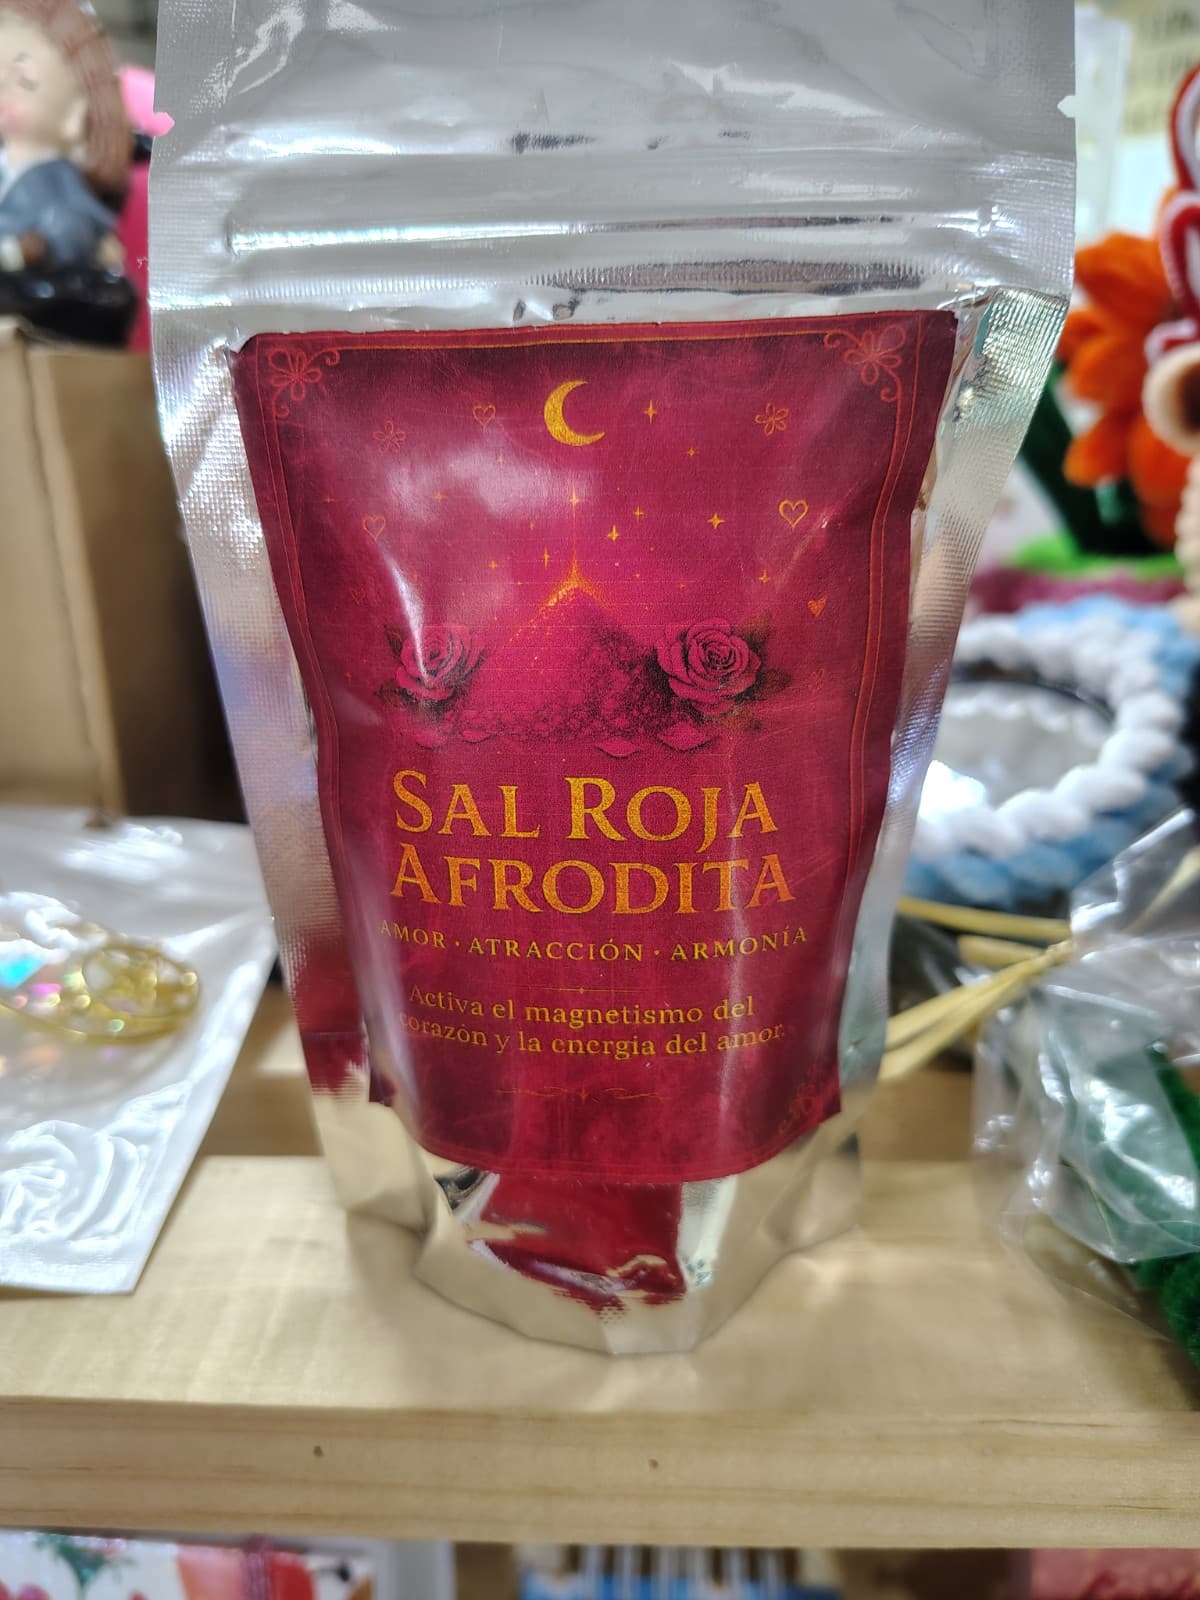 SAL ROJA
AFRODITA
AMOR · ATRACCIÓN · ARMONÍA
Activa el magnetismo del
corazón y la energía del amor.